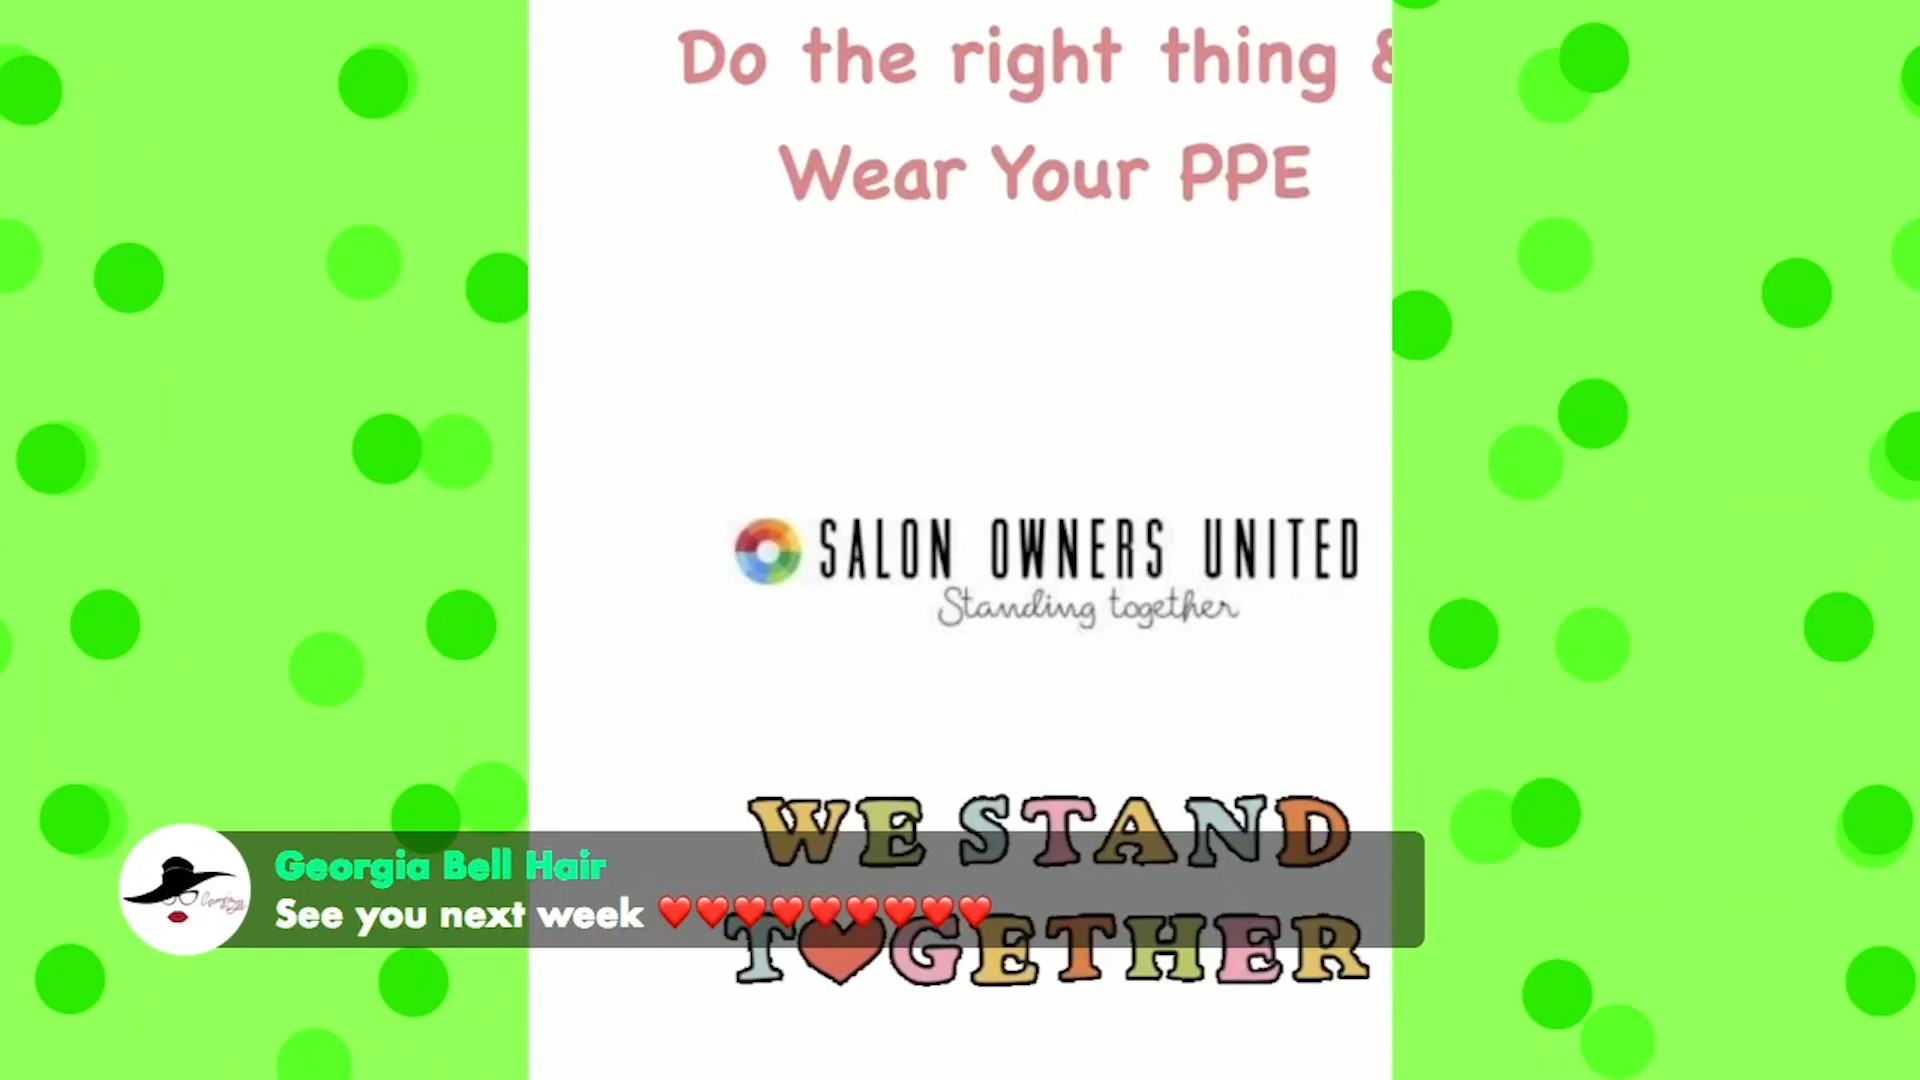 Do the right thing &
Wear Your PPE
SALON OWNERS UNITED
Standing together
WE STAND
TOGETHER
Georgia Bell Hair
See you next week ❤️❤️❤️❤️❤️❤️❤️❤️❤️